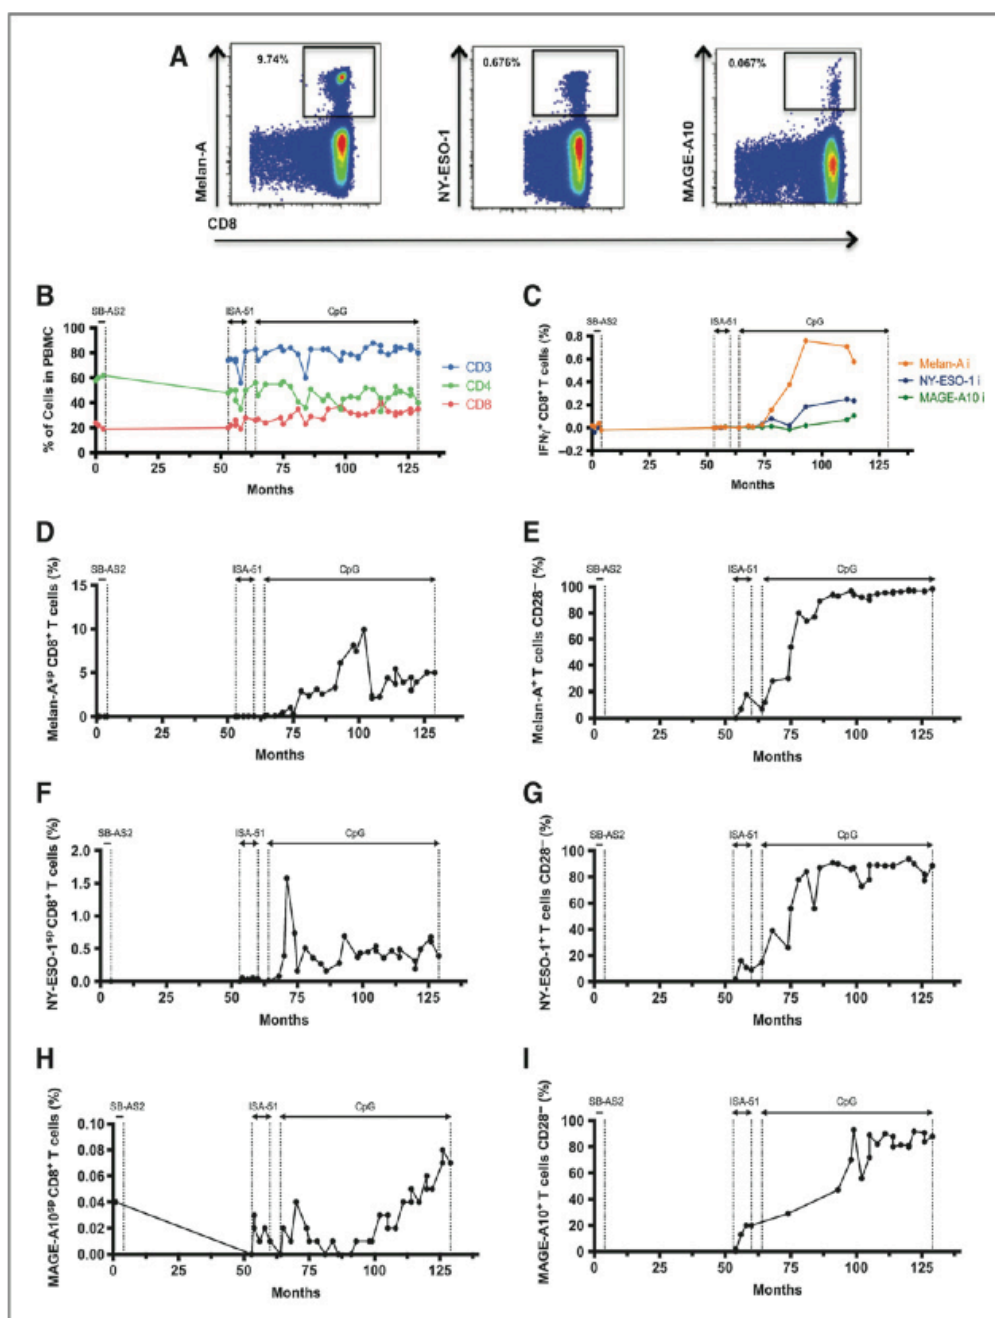 A
9.74%
0.676%
0.067%
Melan-A
NY-ESO-1
MAGE-A10
CD8
B
SB-AS2
ISA-51
CpG
% of Cells in PBMC
100
80
60
40
20
0
0 25 50 75 100 125
Months
CD3
CD4
CD8
C
SB-AS2
ISA-51
CpG
IFNγ⁺ CD8⁺ T cells (%)
0.8
0.6
0.4
0.2
0.0
−0.2
0 25 50 75 100 125
Months
Melan-A i
NY-ESO-1 i
MAGE-A10 i
D
SB-AS2
ISA-51
CpG
Melan-Aˢᵖ CD8⁺ T cells (%)
15
10
5
0
0 25 50 75 100 125
Months
E
SB-AS2
ISA-51
CpG
Melan-A⁺ T cells CD28⁻ (%)
100
80
60
40
20
0
0 25 50 75 100 125
Months
F
SB-AS2
ISA-51
CpG
NY-ESO-1ˢᵖ CD8⁺ T cells (%)
2.0
1.5
1.0
0.5
0.0
0 25 50 75 100 125
Months
G
SB-AS2
ISA-51
CpG
NY-ESO-1⁺ T cells CD28⁻ (%)
100
80
60
40
20
0
0 25 50 75 100 125
Months
H
SB-AS2
ISA-51
CpG
MAGE-A10ˢᵖ CD8⁺ T cells (%)
0.10
0.08
0.06
0.04
0.02
0.00
0 25 50 75 100 125
Months
I
SB-AS2
ISA-51
CpG
MAGE-A10⁺ T cells CD28⁻ (%)
100
80
60
40
20
0
0 25 50 75 100 125
Months